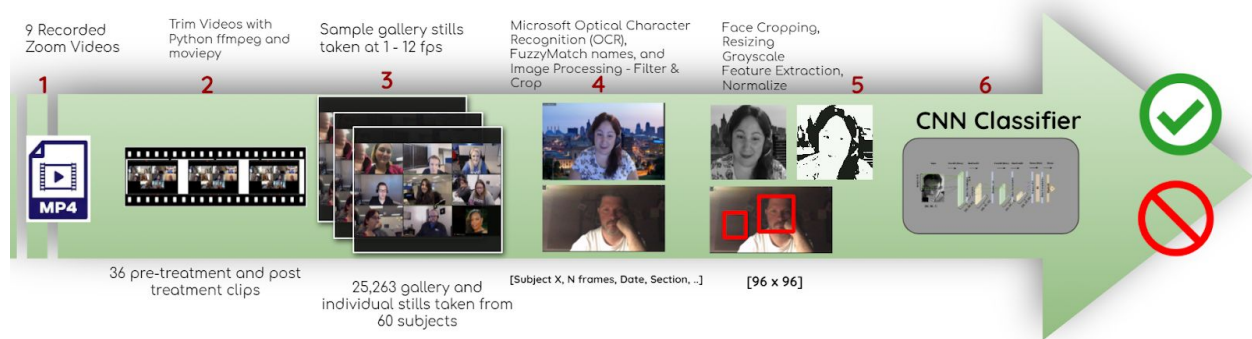 9 Recorded
Zoom Videos
1
Trim Videos with
Python ffmpeg and
moviepy
2
Sample gallery stills
taken at 1 - 12 fps
3
Microsoft Optical Character
Recognition (OCR),
FuzzyMatch names, and
Image Processing - Filter &
Crop
4
Face Cropping,
Resizing
Grayscale
Feature Extraction,
Normalize
5
6
CNN Classifier
MP4
36 pre-treatment and post
treatment clips
25,263 gallery and
individual stills taken from
60 subjects
[Subject X, N frames, Date, Section, ..]
[96 x 96]